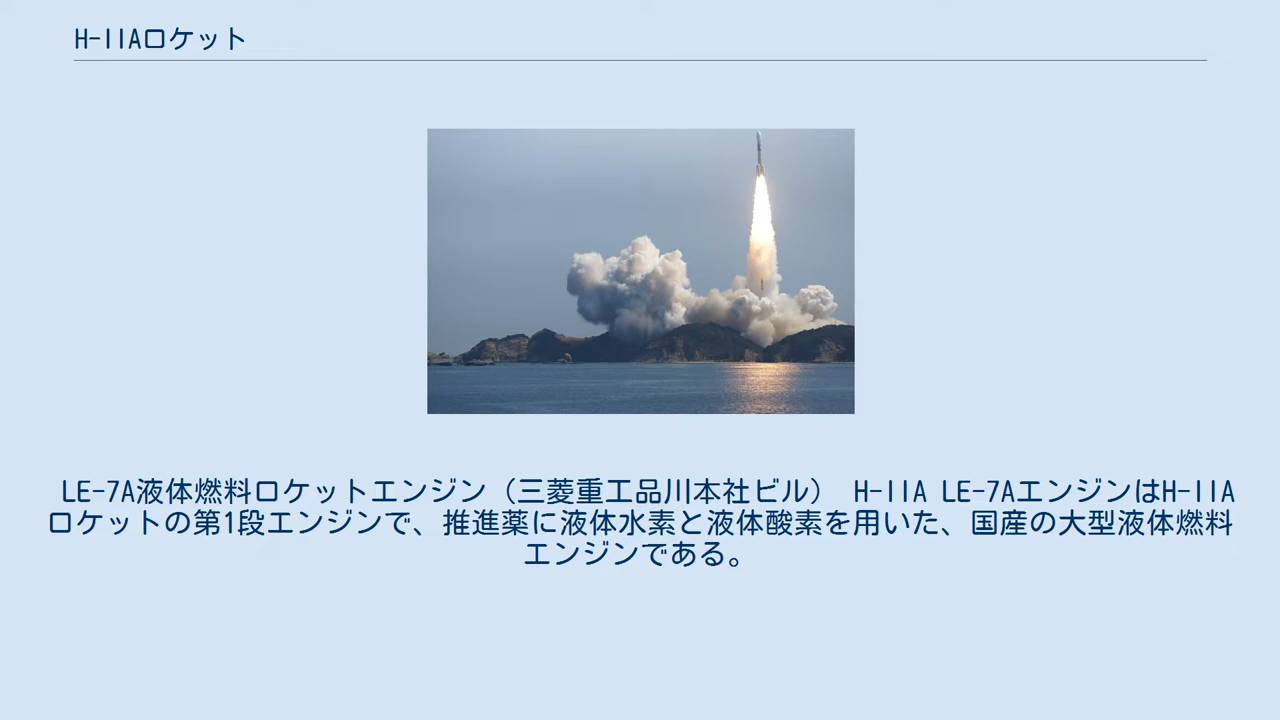 H-IIAロケット
LE-7A液体燃料ロケットエンジン（三菱重工品川本社ビル） H-IIA LE-7AエンジンはH-IIA
ロケットの第1段エンジンで、推進薬に液体水素と液体酸素を用いた、国産の大型液体燃料
エンジンである。